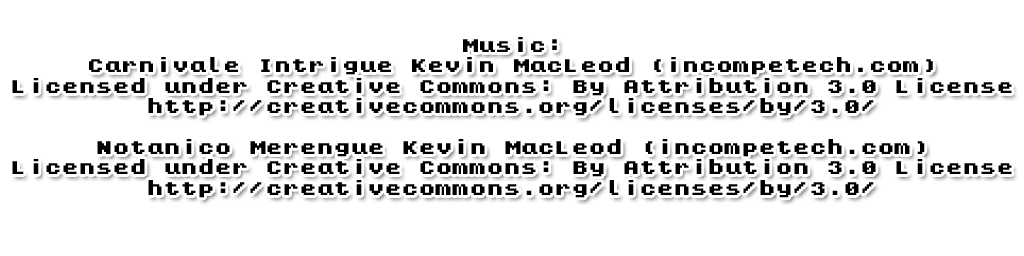 Music:
Carnivale Intrigue Kevin MacLeod (incompetech.com)
Licensed under Creative Commons: By Attribution 3.0 License
http://creativecommons.org/licenses/by/3.0/
Notanico Merengue Kevin MacLeod (incompetech.com)
Licensed under Creative Commons: By Attribution 3.0 License
http://creativecommons.org/licenses/by/3.0/